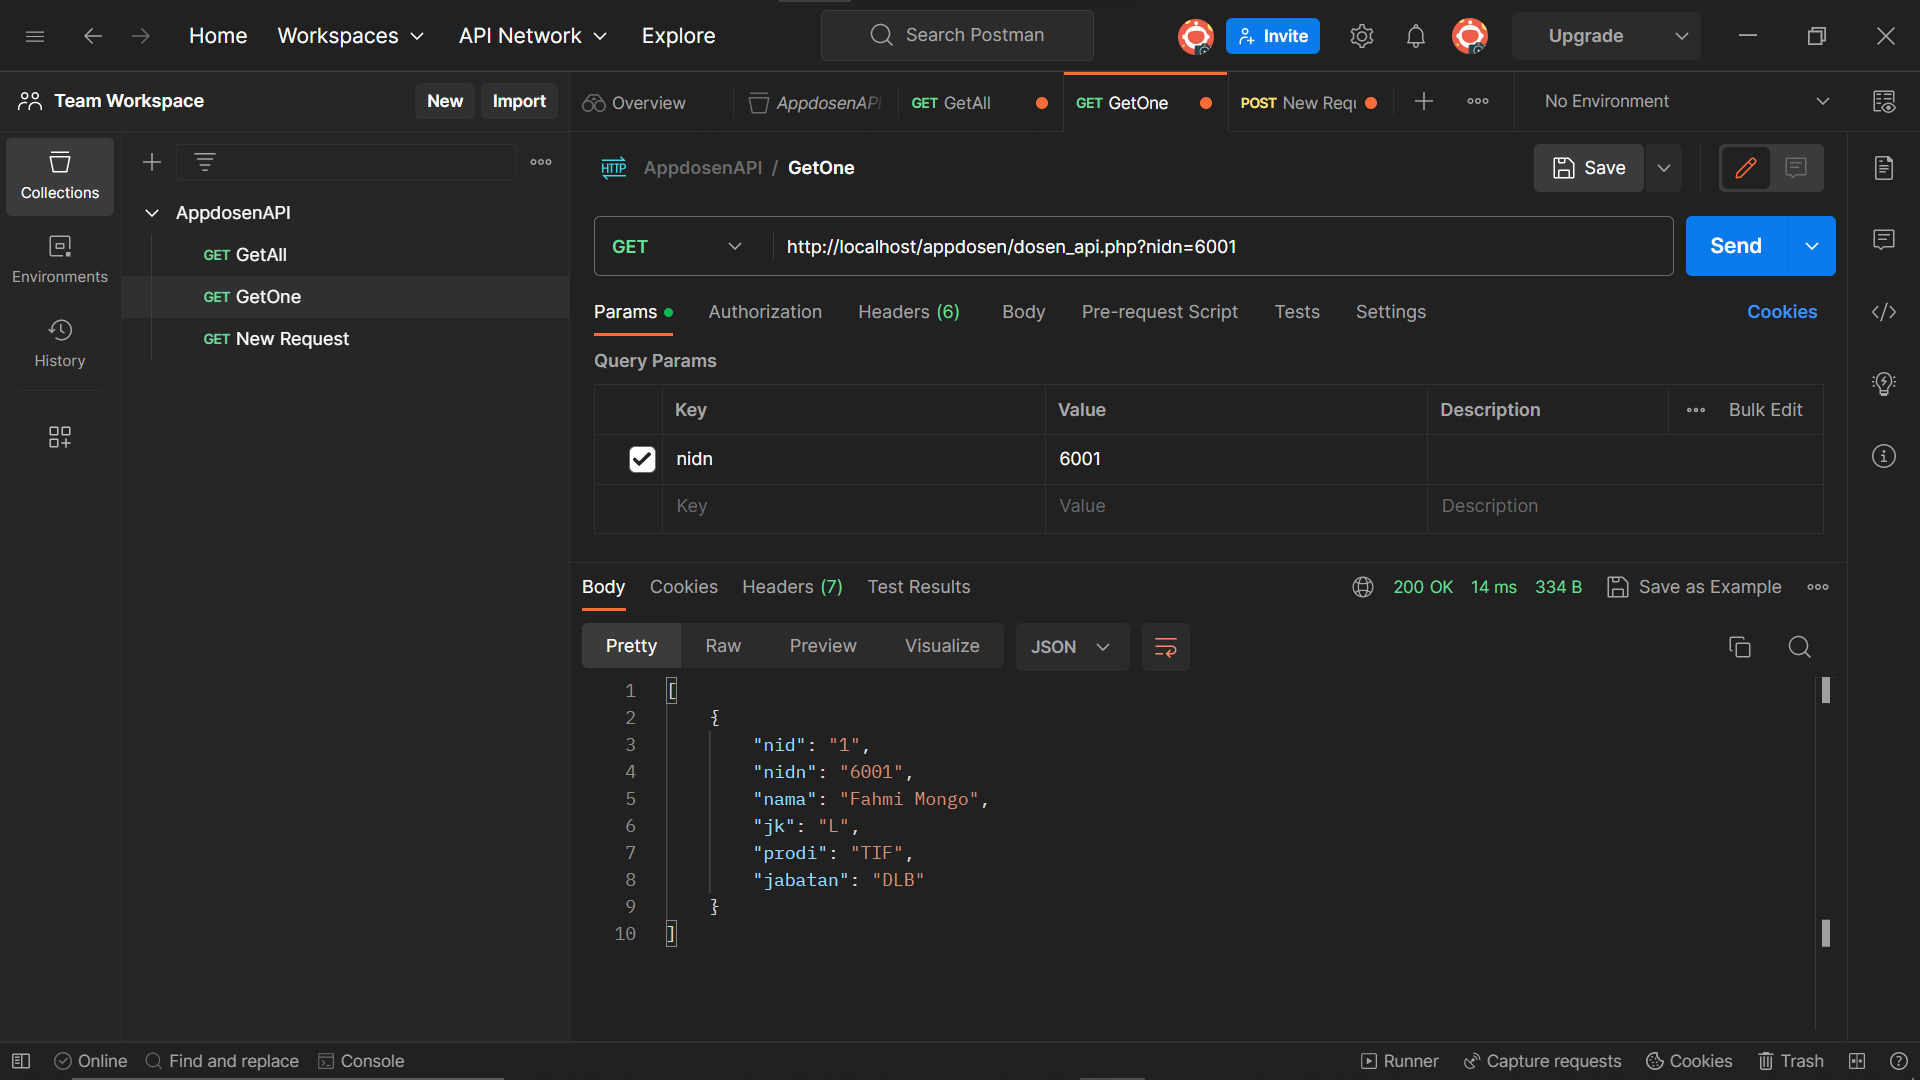 Home Workspaces API Network Explore Search Postman Invite Upgrade
Team Workspace New Import Overview AppdosenAPI GET GetAll GET GetOne POST New Requ No Environment
Collections
Environments
History
AppdosenAPI
GET GetAll
GET GetOne
GET New Request
HTTP AppdosenAPI / GetOne Save
GET http://localhost/appdosen/dosen_api.php?nidn=6001 Send
Params Authorization Headers (6) Body Pre-request Script Tests Settings Cookies
Query Params
Key Value Description Bulk Edit
nidn 6001
Key Value Description
Body Cookies Headers (7) Test Results 200 OK 14 ms 334 B Save as Example
Pretty Raw Preview Visualize JSON
1 [
2 {
3 "nid": "1",
4 "nidn": "6001",
5 "nama": "Fahmi Mongo",
6 "jk": "L",
7 "prodi": "TIF",
8 "jabatan": "DLB"
9 }
10 ]
Online Find and replace Console Runner Capture requests Cookies Trash